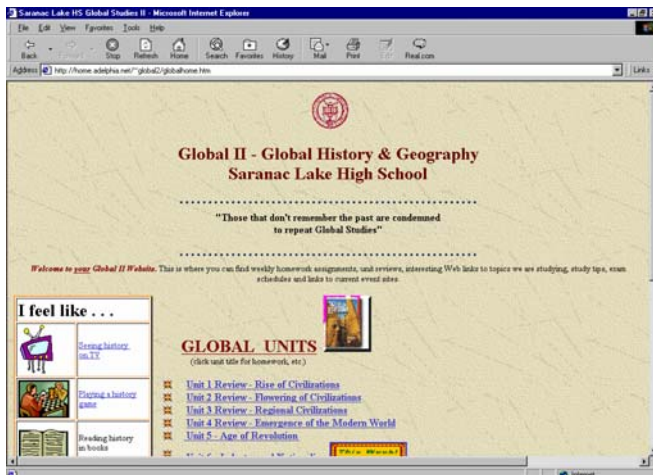 Saranac Lake HS Global Studies II - Microsoft Internet Explorer
File Edit View Favorites Tools Help
Back Stop Refresh Home Search Favorites History Mail Print Edit Real.com
Address http://home.adelphia.net/~global2/globalhome.htm Links
Global II - Global History & Geography
Saranac Lake High School
"Those that don't remember the past are condemned
to repeat Global Studies"
Welcome to your Global II Website. This is where you can find weekly homework assignments, unit reviews, interesting Web links to topics we are studying, study tips, exam
schedules and links to current event sites.
I feel like . . .
Seeing history
on TV
Playing a history
game
Reading history
in books
GLOBAL UNITS
(click unit title for homework, etc.)
Unit 1 Review - Rise of Civilizations
Unit 2 Review - Flowering of Civilizations
Unit 3 Review - Regional Civilizations
Unit 4 Review - Emergence of the Modern World
Unit 5 - Age of Revolution
This Week!
Internet